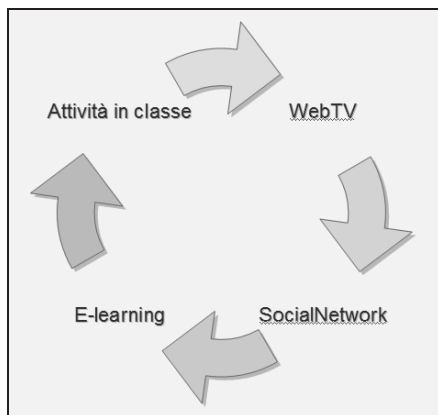 Attività in classe
WebTV
E-learning
SocialNetwork